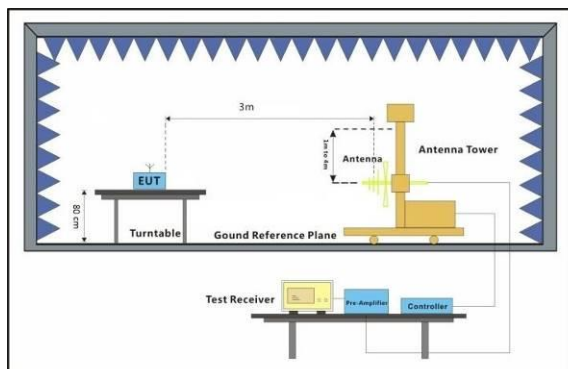 3m
1m to 4m
Antenna
Antenna Tower
EUT
80 cm
Turntable
Gound Reference Plane
Test Receiver
Pre-Amplifier
Controller